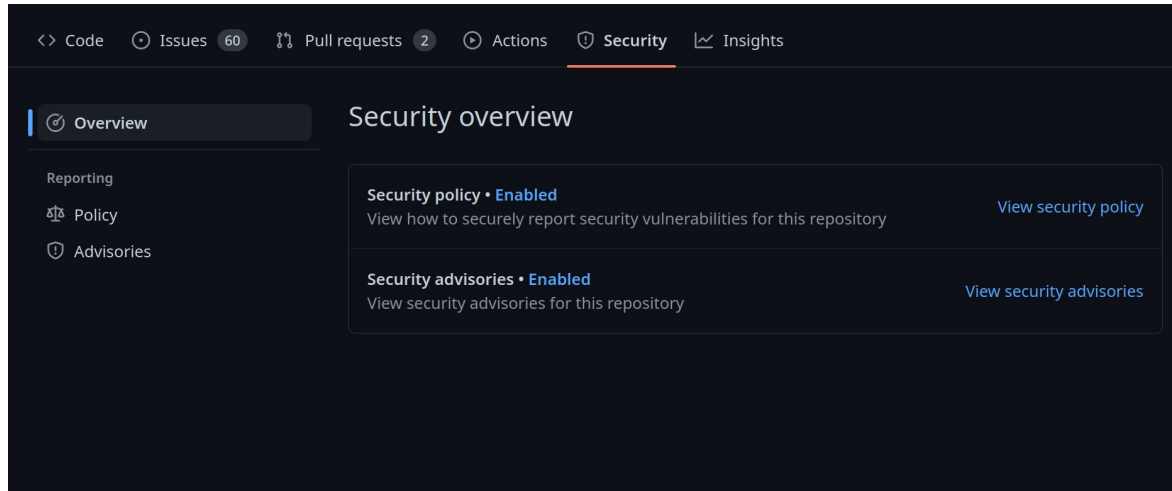 Code Issues 60 Pull requests 2 Actions Security Insights
Overview
Reporting
Policy
Advisories
Security overview
Security policy • Enabled
View how to securely report security vulnerabilities for this repository
View security policy
Security advisories • Enabled
View security advisories for this repository
View security advisories